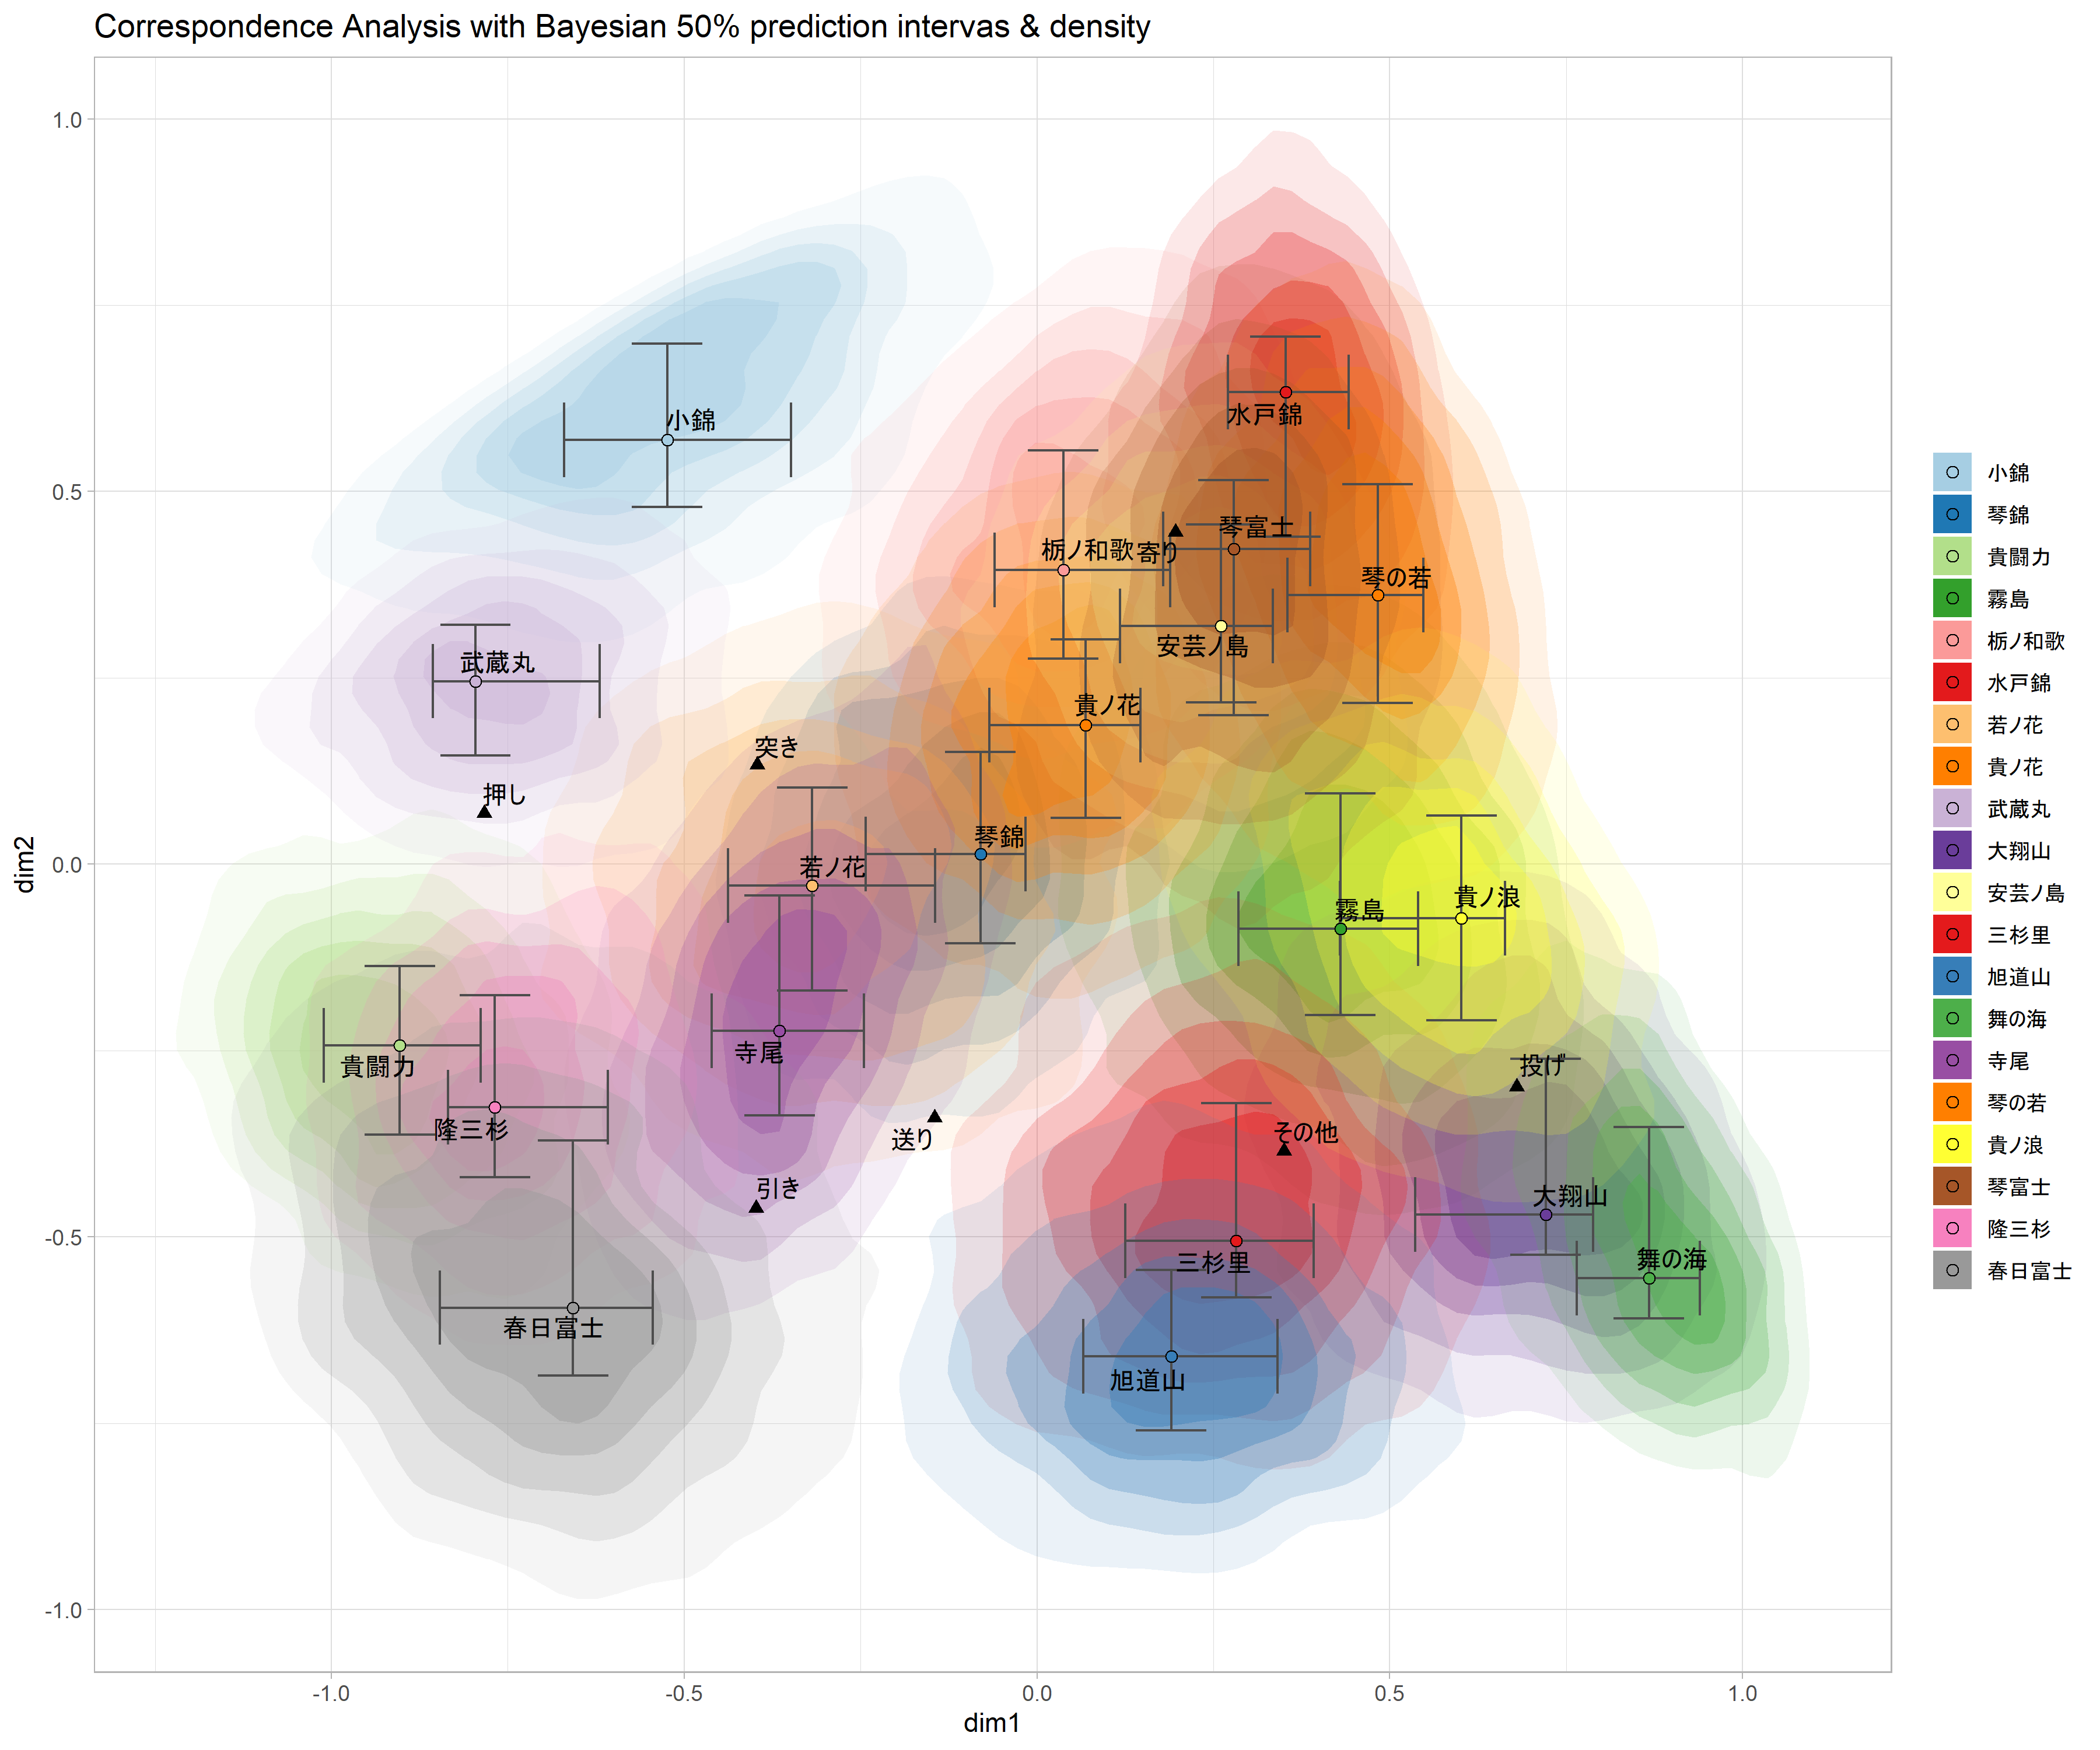 Correspondence Analysis with Bayesian 50% prediction intervas & density
1.0
0.5
0.0
-0.5
-1.0
dim2
小錦
水戸錦
琴富士
栃ノ和歌
寄り
琴の若
安芸ノ島
武蔵丸
貴ノ花
突き
押し
琴錦
若ノ花
貴ノ浪
霧島
寺尾
貴闘力
投げ
隆三杉
送り
その他
引き
大翔山
三杉里
舞の海
春日富士
旭道山
-1.0
-0.5
0.0
0.5
1.0
dim1
小錦
琴錦
貴闘力
霧島
栃ノ和歌
水戸錦
若ノ花
貴ノ花
武蔵丸
大翔山
安芸ノ島
三杉里
旭道山
舞の海
寺尾
琴の若
貴ノ浪
琴富士
隆三杉
春日富士